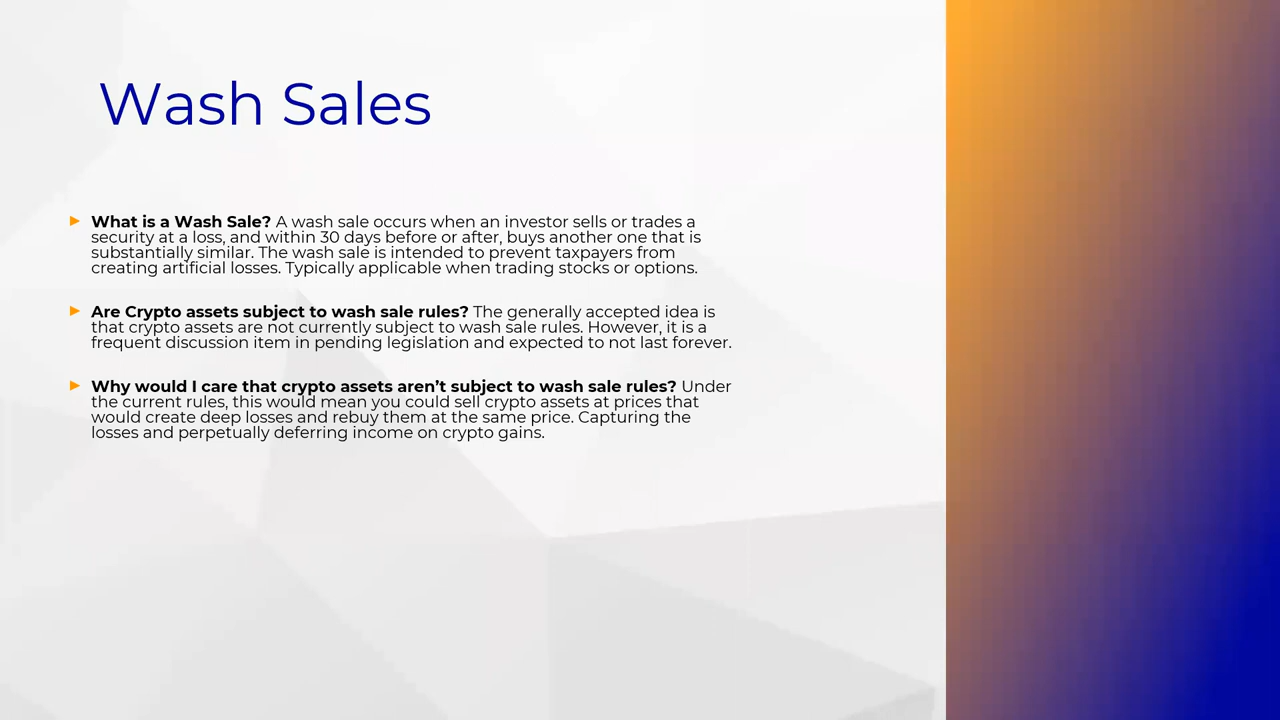 Wash Sales
What is a Wash Sale? A wash sale occurs when an investor sells or trades a
security at a loss, and within 30 days before or after, buys another one that is
substantially similar. The wash sale is intended to prevent taxpayers from
creating artificial losses. Typically applicable when trading stocks or options.
Are Crypto assets subject to wash sale rules? The generally accepted idea is
that crypto assets are not currently subject to wash sale rules. However, it is a
frequent discussion item in pending legislation and expected to not last forever.
Why would I care that crypto assets aren’t subject to wash sale rules? Under
the current rules, this would mean you could sell crypto assets at prices that
would create deep losses and rebuy them at the same price. Capturing the
losses and perpetually deferring income on crypto gains.